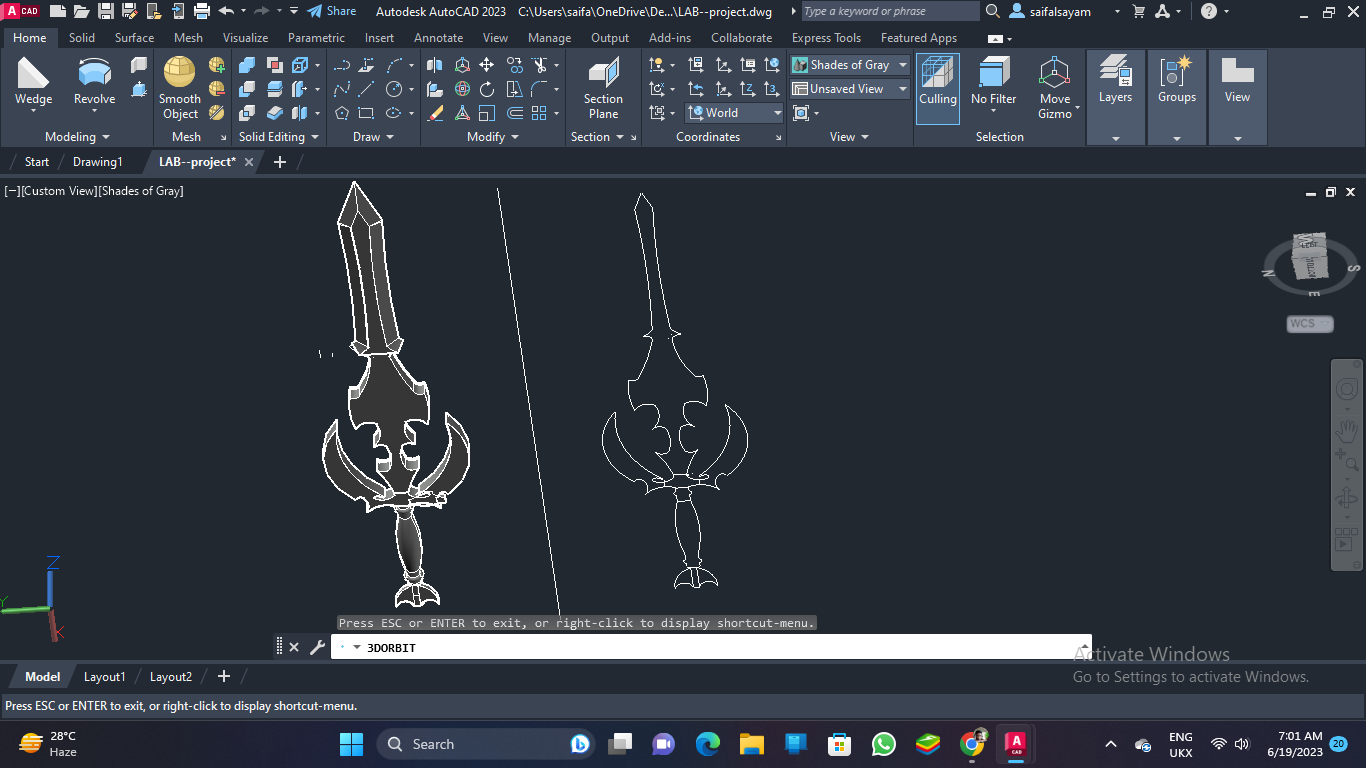 A CAD
Share
Autodesk AutoCAD 2023 C:\Users\saifa\OneDrive\De...\LAB--project.dwg
Type a keyword or phrase
saifalsayam
Home Solid Surface Mesh Visualize Parametric Insert Annotate View Manage Output Add-ins Collaborate Express Tools Featured Apps
Wedge
Revolve
Smooth
Object
Section
Plane
World
Shades of Gray
Unsaved View
Culling
No Filter
Move
Gizmo
Layers
Groups
View
Modeling
Mesh
Solid Editing
Draw
Modify
Section
Coordinates
View
Selection
Start
Drawing1
LAB--project*
[−][Custom View][Shades of Gray]
LEFT
N
S
E
WCS
Z
Y
X
Press ESC or ENTER to exit, or right-click to display shortcut-menu.
3DORBIT
Activate Windows
Go to Settings to activate Windows.
Model
Layout1
Layout2
Press ESC or ENTER to exit, or right-click to display shortcut-menu.
28°C
Haze
Search
A CAD
ENG
UKX
7:01 AM
6/19/2023
20